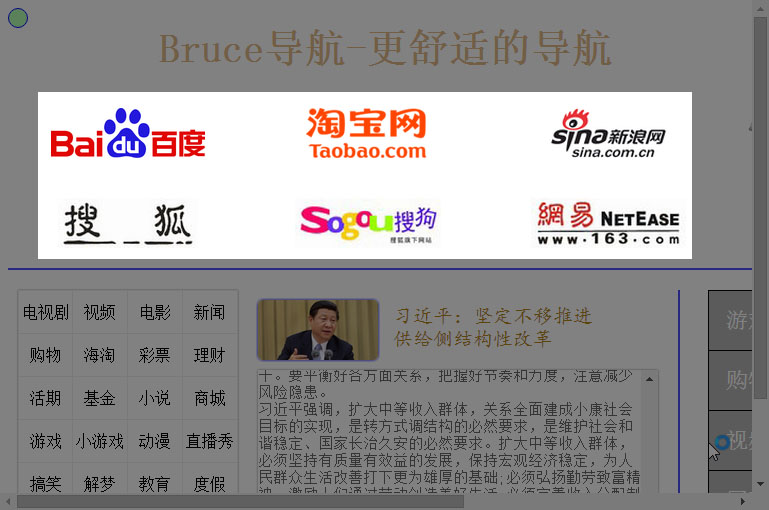 Bruce导航-更舒适的导航
Bai du 百度
淘宝网
Taobao.com
sina新浪网
sina.com.cn
搜狐
Sogou搜狗
搜狐旗下网站
網易 NETEASE
www.163.com
电视剧 视频 电影 新闻
购物 海淘 彩票 理财
活期 基金 小说 商城
游戏 小游戏 动漫 直播秀
搞笑 解梦 教育 度假
习近平：坚定不移推进
供给侧结构性改革
十。要平衡好各方面关系，把握好节奏和力度，注意减少
风险隐患。
习近平强调，扩大中等收入群体，关系全面建成小康社会
目标的实现，是转方式调结构的必然要求，是维护社会和
谐稳定、国家长治久安的必然要求。扩大中等收入群体，
必须坚持有质量有效益的发展，保持宏观经济稳定，为人
民群众生活改善打下更为雄厚的基础;必须弘扬勤劳致富精
神，激励人们通过劳动创造美好生活;必须完善收入分配制
游
购物
视